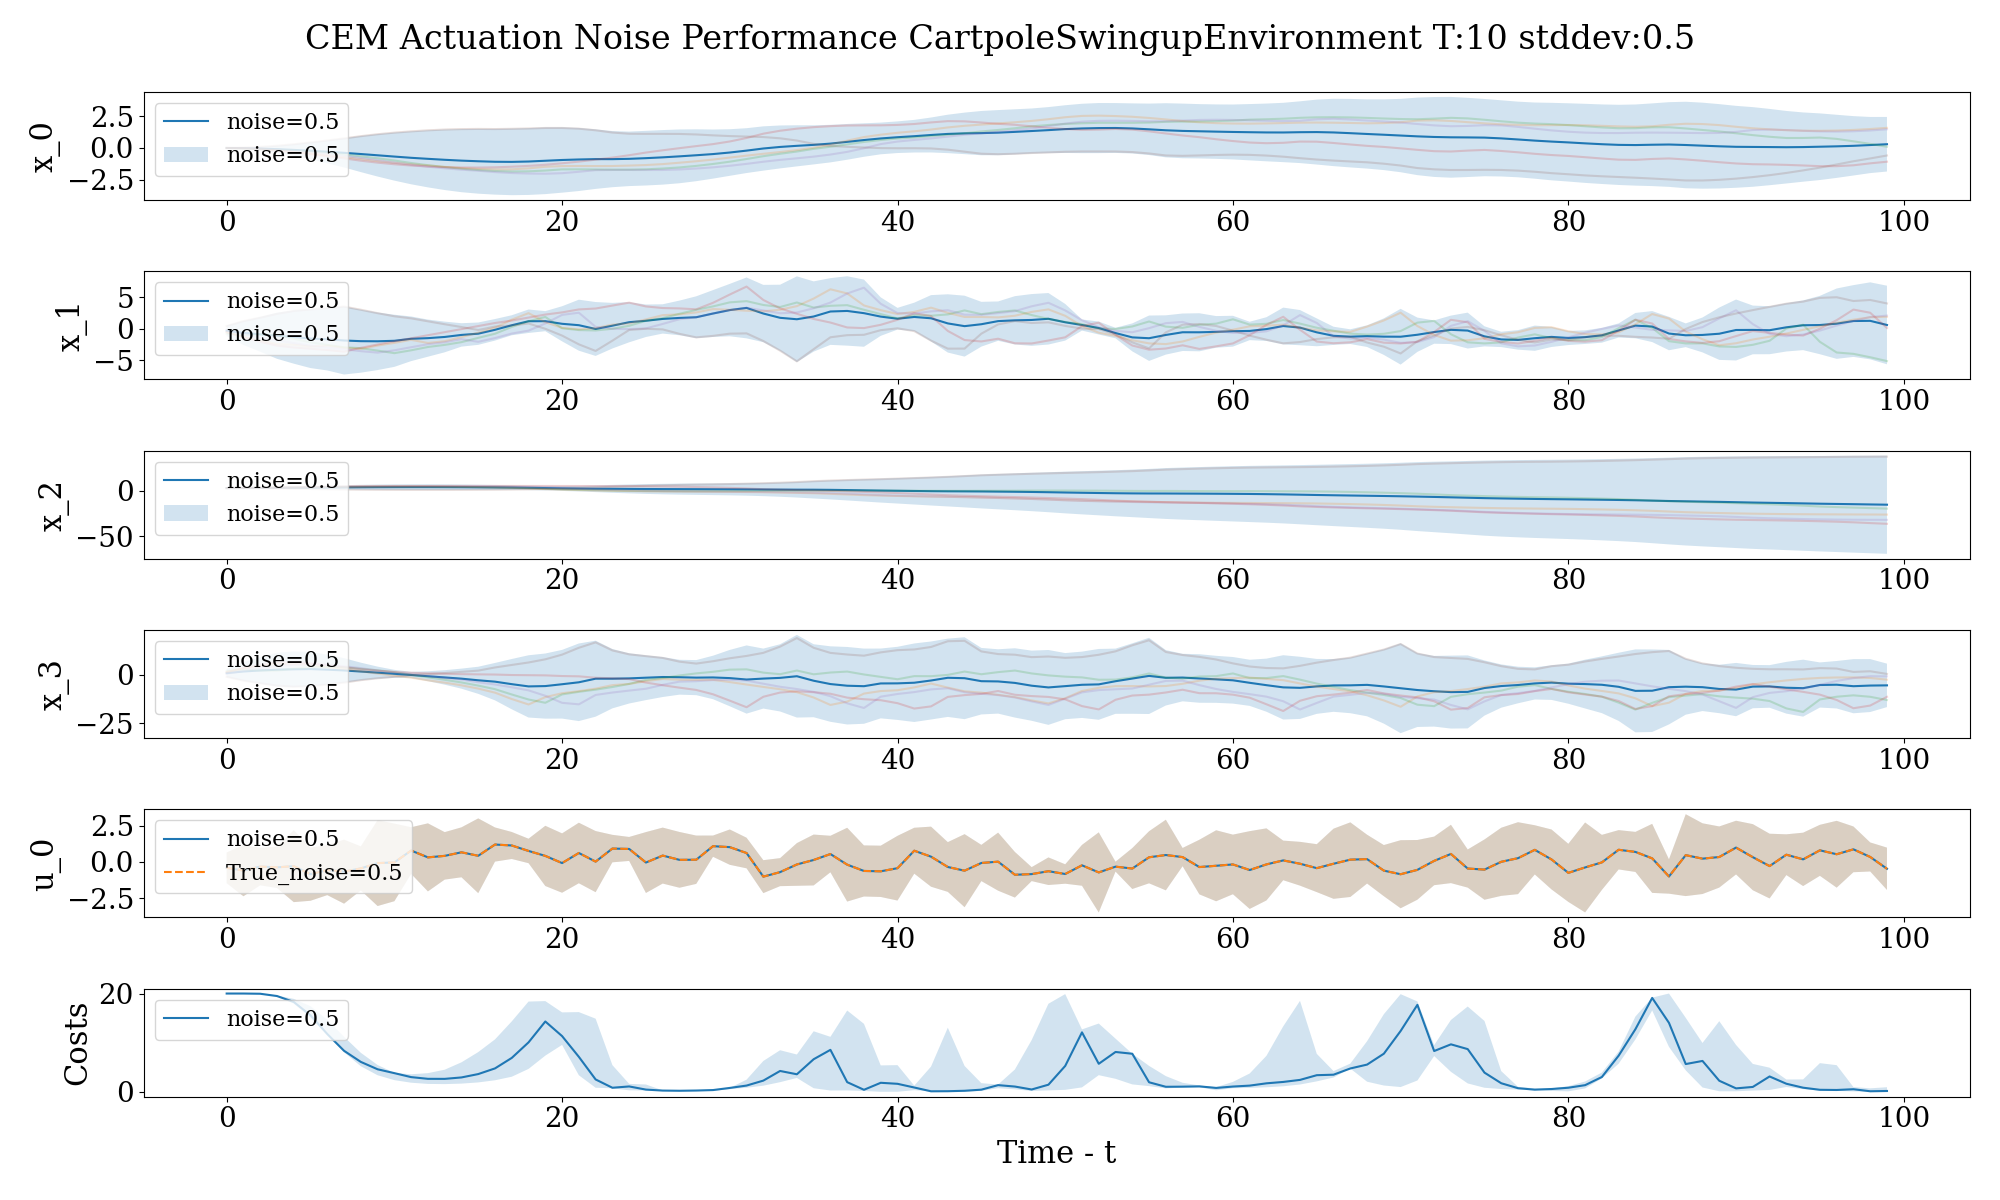 CEM Actuation Noise Performance CartpoleSwingupEnvironment T:10 stddev:0.5
x_0
2.5
0.0
−2.5
noise=0.5
noise=0.5
0 20 40 60 80 100
x_1
5
0
−5
noise=0.5
noise=0.5
0 20 40 60 80 100
x_2
0
−50
noise=0.5
noise=0.5
0 20 40 60 80 100
x_3
0
−25
noise=0.5
noise=0.5
0 20 40 60 80 100
u_0
2.5
0.0
−2.5
noise=0.5
True_noise=0.5
0 20 40 60 80 100
Costs
20
0
noise=0.5
0 20 40 60 80 100
Time - t